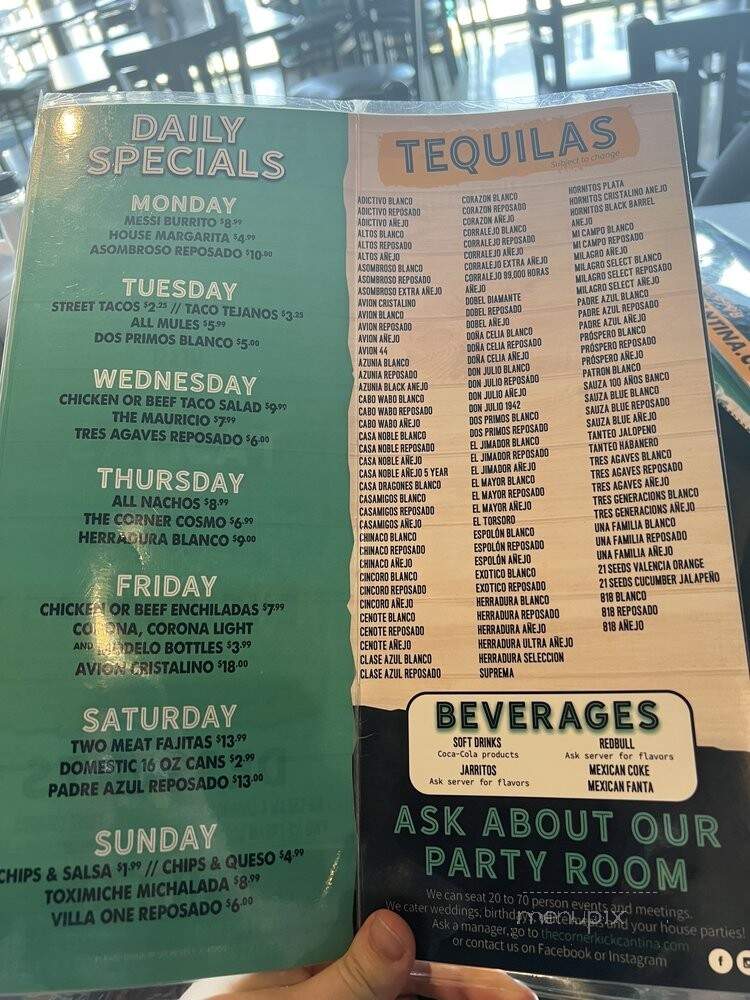 DAILY
SPECIALS
MONDAY
MESSI BURRITO $8.99
HOUSE MARGARITA $4.99
ASOMBROSO REPOSADO $10.00
TUESDAY
STREET TACOS $2.25 // TACO TEJANOS $3.25
ALL MULES $5.99
DOS PRIMOS BLANCO $5.00
WEDNESDAY
CHICKEN OR BEEF TACO SALAD $9.99
THE MAURICIO $7.99
TRES AGAVES REPOSADO $6.00
THURSDAY
ALL NACHOS $8.99
THE CORNER COSMO $6.99
HERRADURA BLANCO $9.00
FRIDAY
CHICKEN OR BEEF ENCHILADAS $7.99
CORONA, CORONA LIGHT
AND MODELO BOTTLES $3.99
AVION CRISTALINO $18.00
SATURDAY
TWO MEAT FAJITAS $13.99
DOMESTIC 16 OZ CANS $2.99
PADRE AZUL REPOSADO $13.00
SUNDAY
CHIPS & SALSA $1.99 // CHIPS & QUESO $4.99
TOXIMICHE MICHALADA $8.99
VILLA ONE REPOSADO $6.00
TEQUILAS
Subject to change
ADICTIVO BLANCO
ADICTIVO REPOSADO
ADICTIVO AÑEJO
ALTOS BLANCO
ALTOS REPOSADO
ALTOS AÑEJO
ASOMBROSO BLANCO
ASOMBROSO REPOSADO
ASOMBROSO EXTRA AÑEJO
AVION CRISTALINO
AVION BLANCO
AVION REPOSADO
AVION AÑEJO
AVION 44
AZUNIA BLANCO
AZUNIA REPOSADO
AZUNIA BLACK ANEJO
CABO WABO BLANCO
CABO WABO REPOSADO
CABO WABO AÑEJO
CASA NOBLE BLANCO
CASA NOBLE REPOSADO
CASA NOBLE AÑEJO
CASA NOBLE AÑEJO 5 YEAR
CASA DRAGONES BLANCO
CASAMIGOS BLANCO
CASAMIGOS REPOSADO
CASAMIGOS AÑEJO
CHINACO BLANCO
CHINACO REPOSADO
CHINACO AÑEJO
CINCORO BLANCO
CINCORO REPOSADO
CINCORO AÑEJO
CENOTE BLANCO
CENOTE REPOSADO
CENOTE AÑEJO
CLASE AZUL BLANCO
CLASE AZUL REPOSADO
CORAZON BLANCO
CORAZON REPOSADO
CORAZON AÑEJO
CORRALEJO BLANCO
CORRALEJO REPOSADO
CORRALEJO AÑEJO
CORRALEJO EXTRA AÑEJO
CORRALEJO 99,000 HORAS
AÑEJO
DOBEL DIAMANTE
DOBEL REPOSADO
DOBEL AÑEJO
DOÑA CELIA BLANCO
DOÑA CELIA REPOSADO
DOÑA CELIA AÑEJO
DON JULIO BLANCO
DON JULIO REPOSADO
DON JULIO AÑEJO
DON JULIO 1942
DOS PRIMOS BLANCO
DOS PRIMOS REPOSADO
EL JIMADOR BLANCO
EL JIMADOR REPOSADO
EL JIMADOR AÑEJO
EL MAYOR BLANCO
EL MAYOR REPOSADO
EL MAYOR AÑEJO
EL TORSORO
ESPOLÓN BLANCO
ESPOLÓN REPOSADO
ESPOLÓN AÑEJO
EXOTICO BLANCO
EXOTICO REPOSADO
HERRADURA BLANCO
HERRADURA REPOSADO
HERRADURA AÑEJO
HERRADURA ULTRA AÑEJO
HERRADURA SELECCION
SUPREMA
HORNITOS PLATA
HORNITOS CRISTALINO ANEJO
HORNITOS BLACK BARREL
ANEJO
MI CAMPO BLANCO
MI CAMPO REPOSADO
MILAGRO AÑEJO
MILAGRO SELECT BLANCO
MILAGRO SELECT REPOSADO
MILAGRO SELECT AÑEJO
PADRE AZUL BLANCO
PADRE AZUL REPOSADO
PADRE AZUL AÑEJO
PRÓSPERO BLANCO
PRÓSPERO REPOSADO
PRÓSPERO AÑEJO
PATRON BLANCO
SAUZA 100 AÑOS BANCO
SAUZA BLUE BLANCO
SAUZA BLUE REPOSADO
SAUZA BLUE AÑEJO
TANTEO JALOPENO
TANTEO HABANERO
TRES AGAVES BLANCO
TRES AGAVES REPOSADO
TRES AGAVES AÑEJO
TRES GENERACIONS BLANCO
TRES GENERACIONS AÑEJO
UNA FAMILIA BLANCO
UNA FAMILIA REPOSADO
UNA FAMILIA AÑEJO
21 SEEDS VALENCIA ORANGE
21 SEEDS CUCUMBER JALAPEÑO
818 BLANCO
818 REPOSADO
818 AÑEJO
BEVERAGES
SOFT DRINKS
Coca-Cola products
JARRITOS
Ask server for flavors
REDBULL
Ask server for flavors
MEXICAN COKE
MEXICAN FANTA
ASK ABOUT OUR
PARTY ROOM
We can seat 20 to 70 person events and meetings.
We cater weddings, and your house parties!
Ask a manager, go to thecornerkickcantina.com
or contact us on Facebook or Instagram
menupix